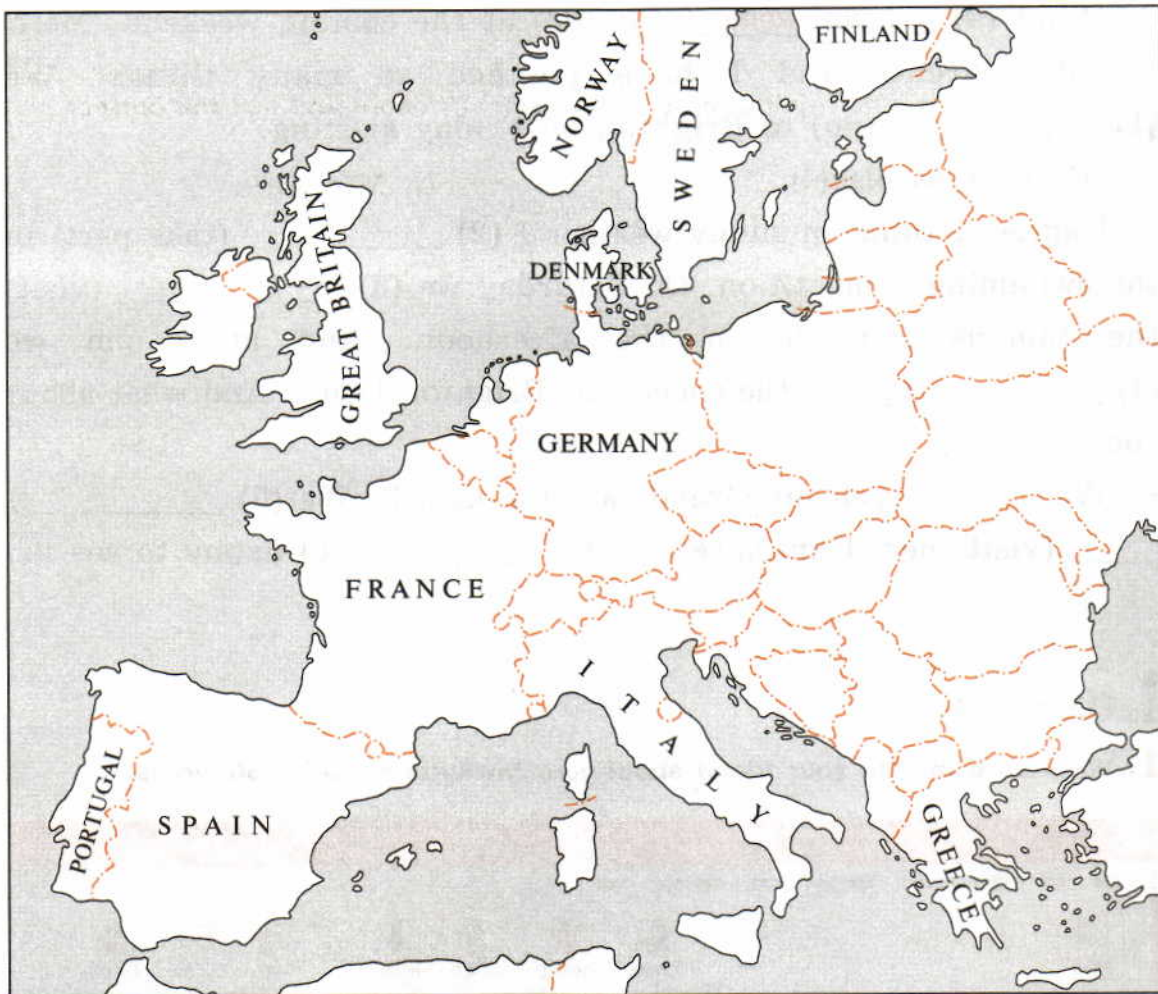 FINLAND
NORWAY
SWEDEN
GREAT BRITAIN
DENMARK
GERMANY
FRANCE
ITALY
PORTUGAL
SPAIN
GREECE